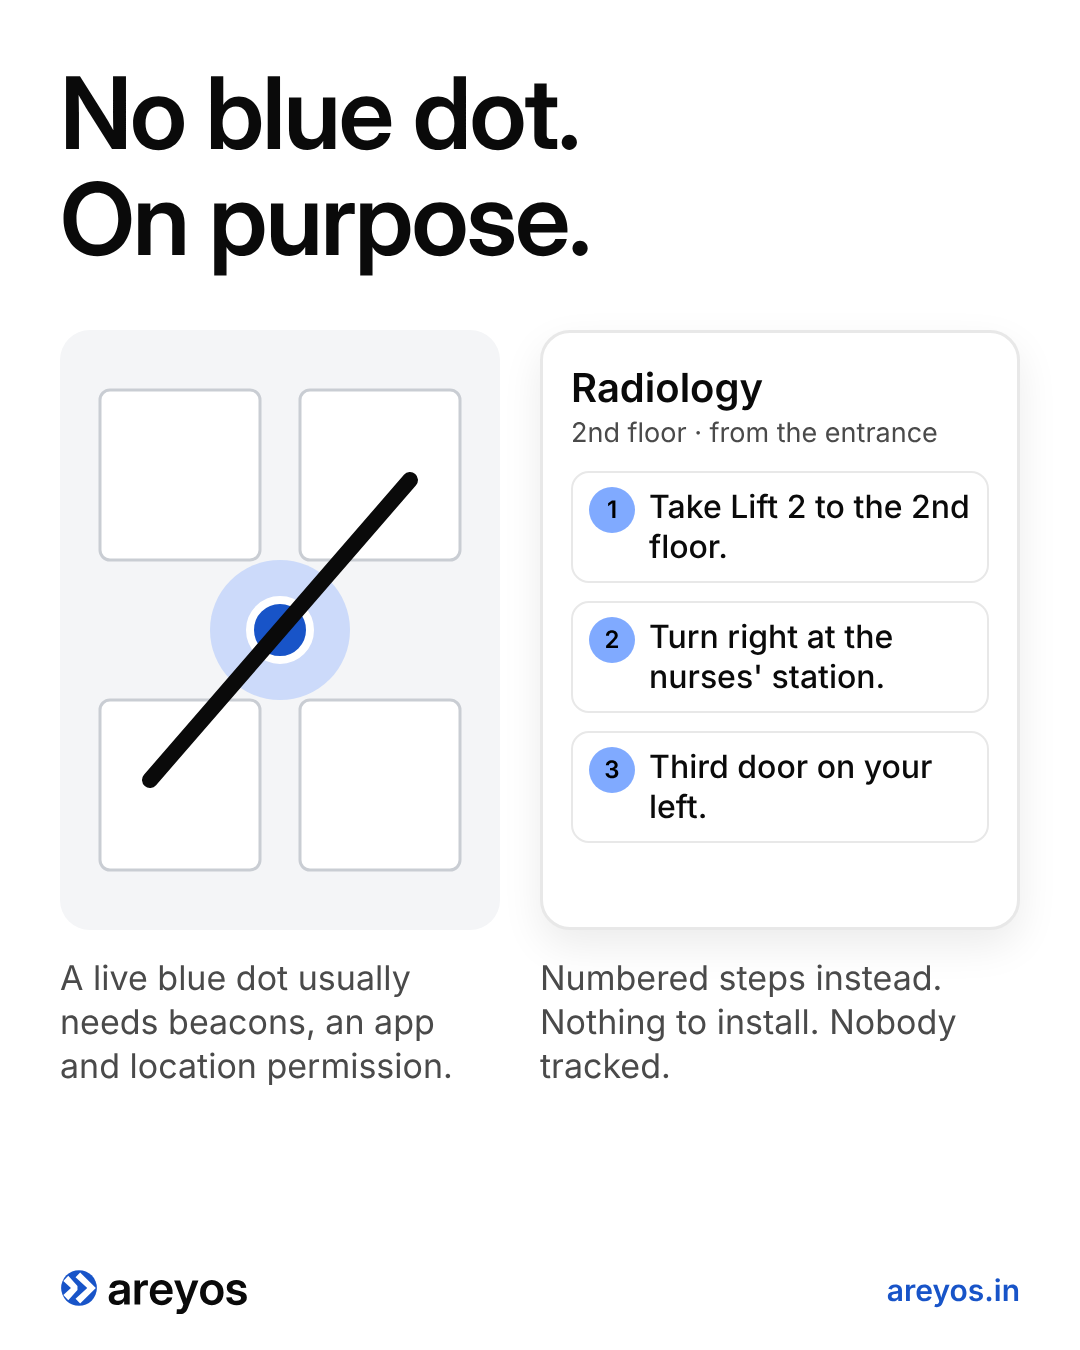 No blue dot.
On purpose.
Radiology
2nd floor · from the entrance
1 Take Lift 2 to the 2nd
floor.
2 Turn right at the
nurses' station.
3 Third door on your
left.
A live blue dot usually
needs beacons, an app
and location permission.
Numbered steps instead.
Nothing to install. Nobody
tracked.
areyos
areyos.in